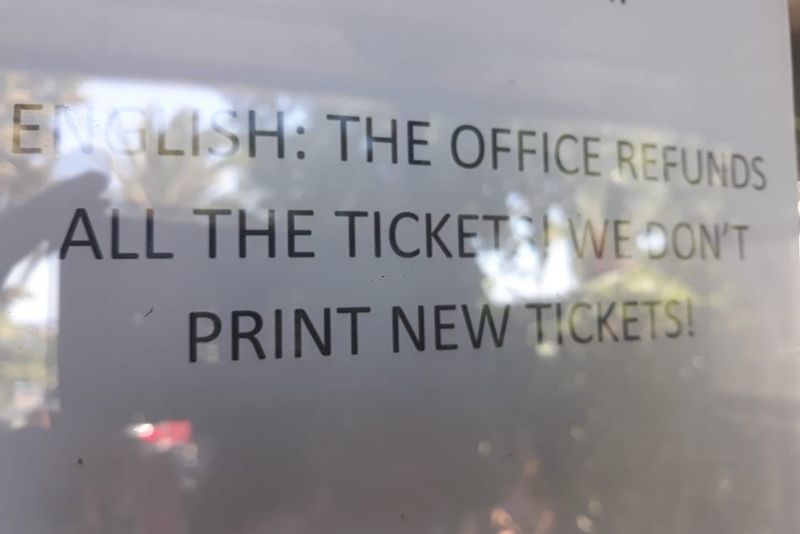 ENGLISH: THE OFFICE REFUNDS
ALL THE TICKETS! WE DON'T
PRINT NEW TICKETS!